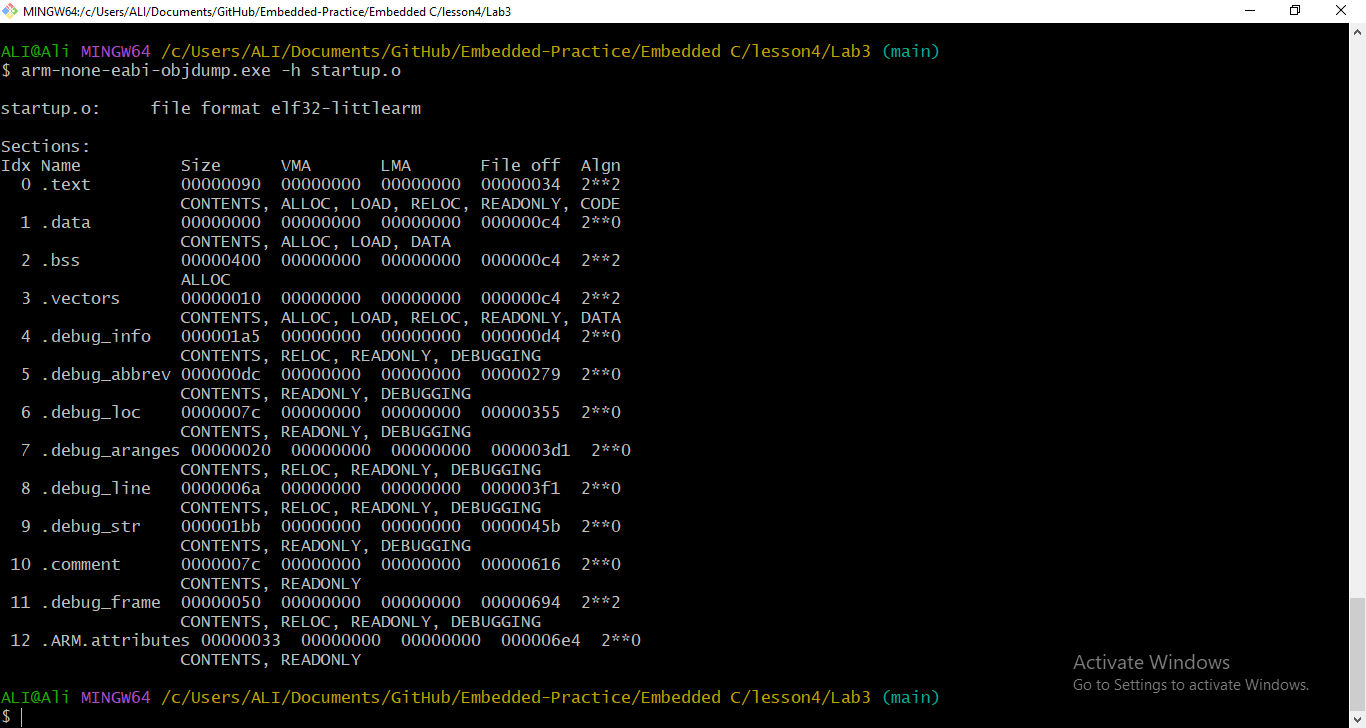 MINGW64:/c/Users/ALI/Documents/GitHub/Embedded-Practice/Embedded C/lesson4/Lab3
ALI@Ali MINGW64 /c/Users/ALI/Documents/GitHub/Embedded-Practice/Embedded C/lesson4/Lab3 (main)
$ arm-none-eabi-objdump.exe -h startup.o
startup.o:     file format elf32-littlearm
Sections:
Idx Name          Size      VMA       LMA       File off  Algn
  0 .text         00000090  00000000  00000000  00000034  2**2
                  CONTENTS, ALLOC, LOAD, RELOC, READONLY, CODE
  1 .data         00000000  00000000  00000000  000000c4  2**0
                  CONTENTS, ALLOC, LOAD, DATA
  2 .bss          00000400  00000000  00000000  000000c4  2**2
                  ALLOC
  3 .vectors      00000010  00000000  00000000  000000c4  2**2
                  CONTENTS, ALLOC, LOAD, RELOC, READONLY, DATA
  4 .debug_info   000001a5  00000000  00000000  000000d4  2**0
                  CONTENTS, RELOC, READONLY, DEBUGGING
  5 .debug_abbrev 000000dc  00000000  00000000  00000279  2**0
                  CONTENTS, READONLY, DEBUGGING
  6 .debug_loc    0000007c  00000000  00000000  00000355  2**0
                  CONTENTS, READONLY, DEBUGGING
  7 .debug_aranges 00000020  00000000  00000000  000003d1  2**0
                  CONTENTS, RELOC, READONLY, DEBUGGING
  8 .debug_line   0000006a  00000000  00000000  000003f1  2**0
                  CONTENTS, RELOC, READONLY, DEBUGGING
  9 .debug_str    000001bb  00000000  00000000  0000045b  2**0
                  CONTENTS, READONLY, DEBUGGING
 10 .comment      0000007c  00000000  00000000  00000616  2**0
                  CONTENTS, READONLY
 11 .debug_frame  00000050  00000000  00000000  00000694  2**2
                  CONTENTS, RELOC, READONLY, DEBUGGING
 12 .ARM.attributes 00000033  00000000  00000000  000006e4  2**0
                  CONTENTS, READONLY
Activate Windows
Go to Settings to activate Windows.
ALI@Ali MINGW64 /c/Users/ALI/Documents/GitHub/Embedded-Practice/Embedded C/lesson4/Lab3 (main)
$